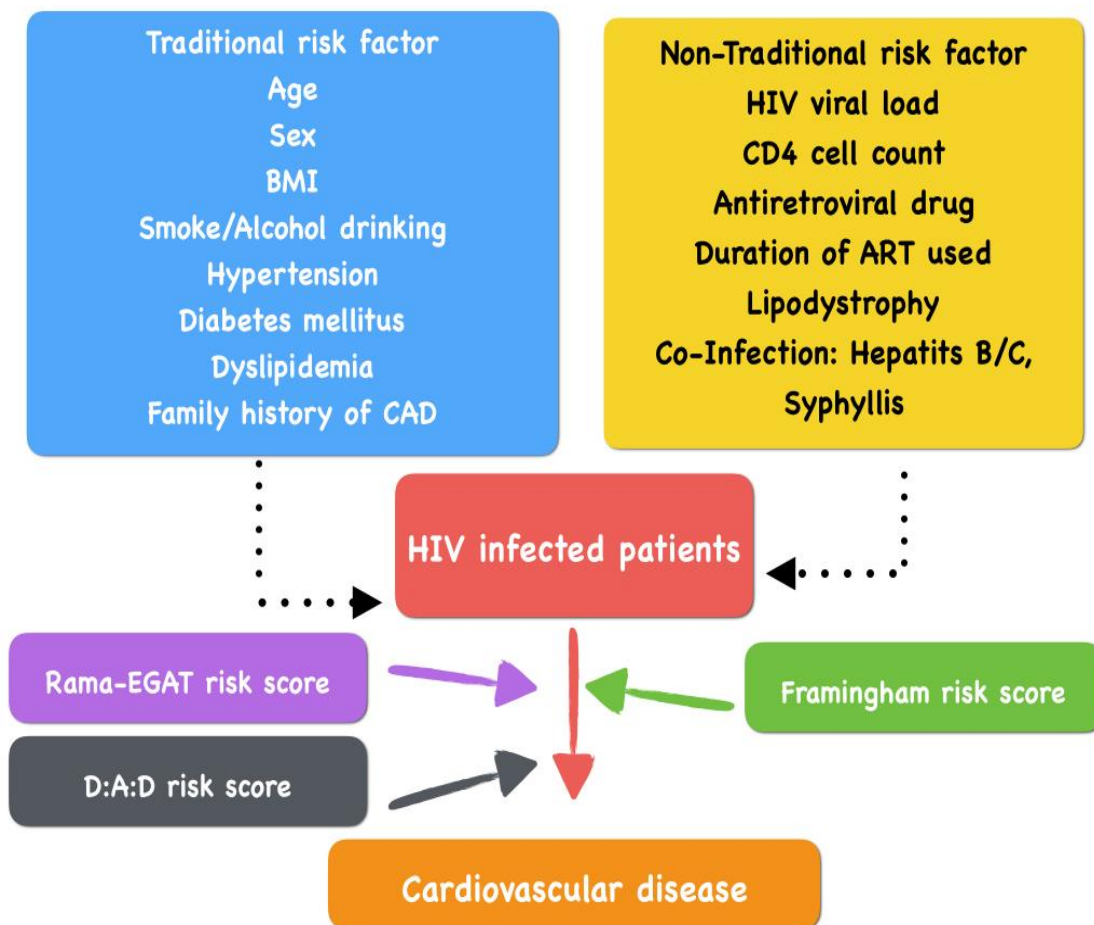 Traditional risk factor
Age
Sex
BMI
Smoke/Alcohol drinking
Hypertension
Diabetes mellitus
Dyslipidemia
Family history of CAD
Non-Traditional risk factor
HIV viral load
CD4 cell count
Antiretroviral drug
Duration of ART used
Lipodystrophy
Co-Infection: Hepatits B/C,
Syphyllis
HIV infected patients
Rama-EGAT risk score
Framingham risk score
D:A:D risk score
Cardiovascular disease